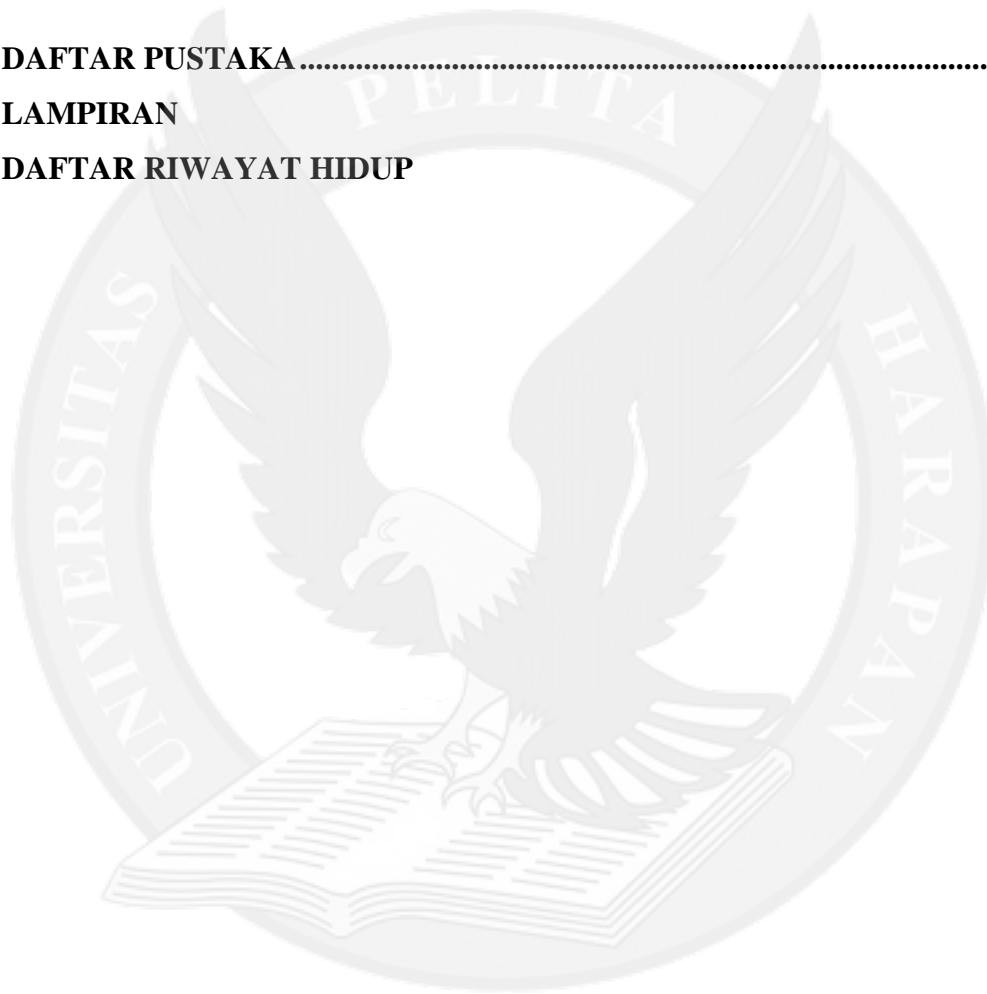 DAFTAR PUSTAKA.......................................................................................
LAMPIRAN
DAFTAR RIWAYAT HIDUP
UNIVERSITAS PELITA HARAPAN